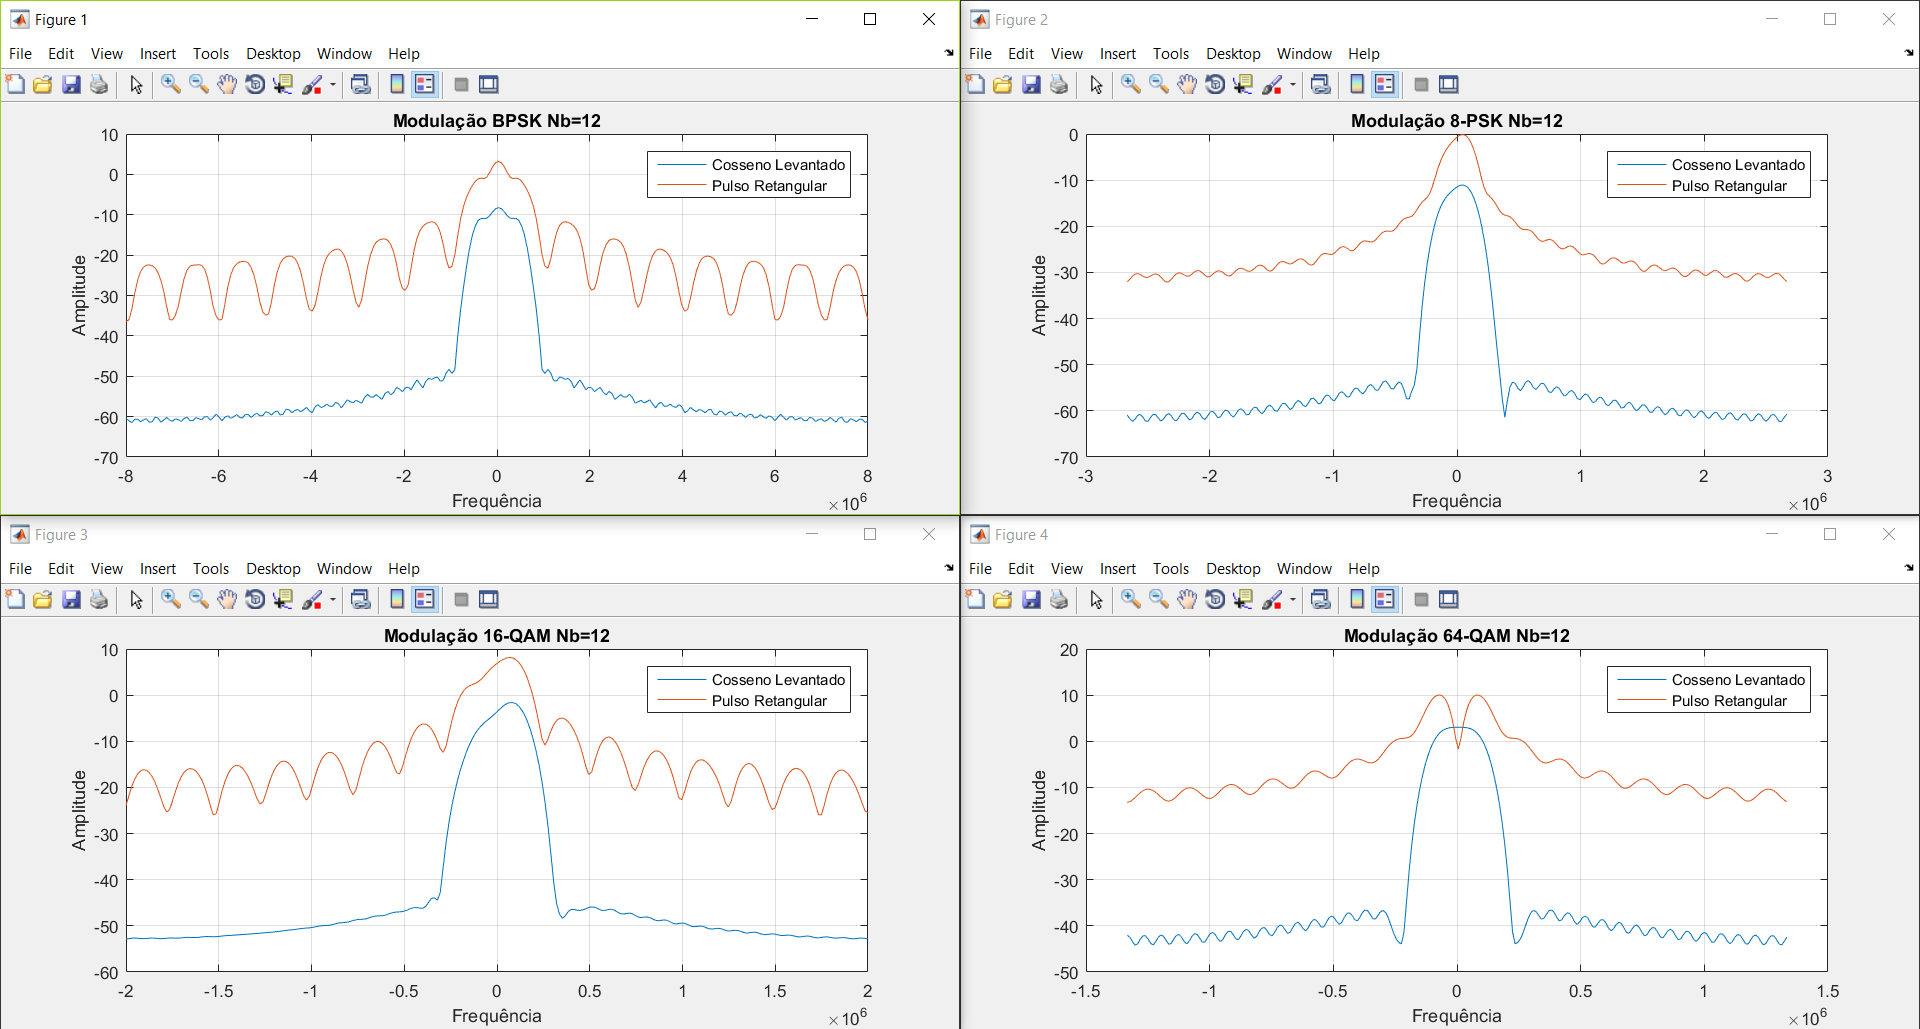 Figure 1
File Edit View Insert Tools Desktop Window Help
Modulação BPSK Nb=12
Cosseno Levantado
Pulso Retangular
Amplitude
10
0
-10
-20
-30
-40
-50
-60
-70
-8 -6 -4 -2 0 2 4 6 8
Frequência
×10^6
Figure 2
File Edit View Insert Tools Desktop Window Help
Modulação 8-PSK Nb=12
Cosseno Levantado
Pulso Retangular
Amplitude
0
-10
-20
-30
-40
-50
-60
-70
-3 -2 -1 0 1 2 3
Frequência
×10^6
Figure 3
File Edit View Insert Tools Desktop Window Help
Modulação 16-QAM Nb=12
Cosseno Levantado
Pulso Retangular
Amplitude
10
0
-10
-20
-30
-40
-50
-60
-2 -1.5 -1 -0.5 0 0.5 1 1.5 2
Frequência
×10^6
Figure 4
File Edit View Insert Tools Desktop Window Help
Modulação 64-QAM Nb=12
Cosseno Levantado
Pulso Retangular
Amplitude
20
10
0
-10
-20
-30
-40
-50
-1.5 -1 -0.5 0 0.5 1 1.5
Frequência
×10^6